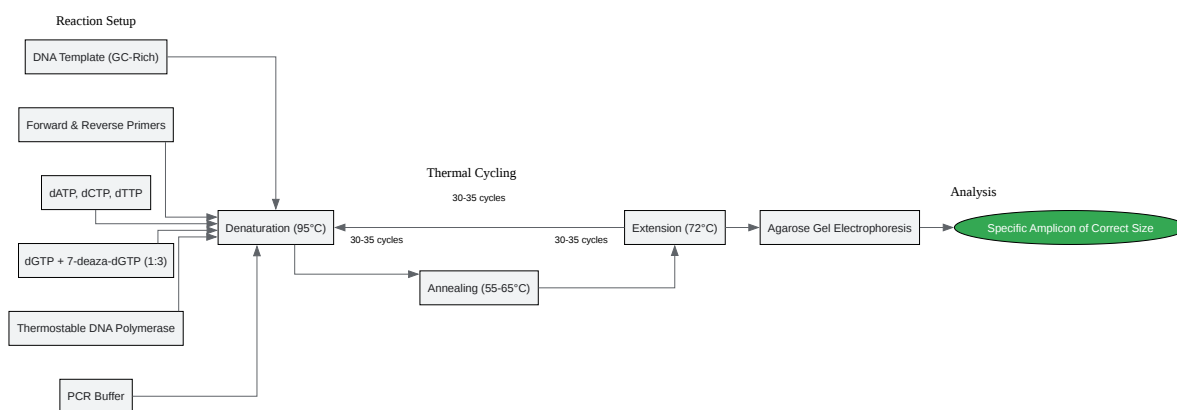 Reaction Setup
DNA Template (GC-Rich)
Forward & Reverse Primers
dATP, dCTP, dTTP
dGTP + 7-deaza-dGTP (1:3)
Thermostable DNA Polymerase
PCR Buffer
Thermal Cycling
30-35 cycles
Denaturation (95°C)
30-35 cycles
30-35 cycles
Annealing (55-65°C)
Extension (72°C)
Analysis
Agarose Gel Electrophoresis
Specific Amplicon of Correct Size